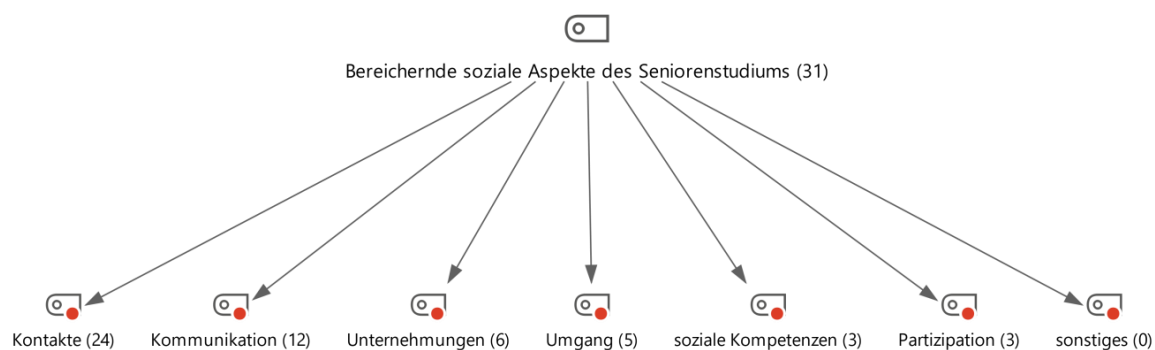 Bereichernde soziale Aspekte des Seniorenstudiums (31)
Kontakte (24)
Kommunikation (12)
Unternehmungen (6)
Umgang (5)
soziale Kompetenzen (3)
Partizipation (3)
sonstiges (0)